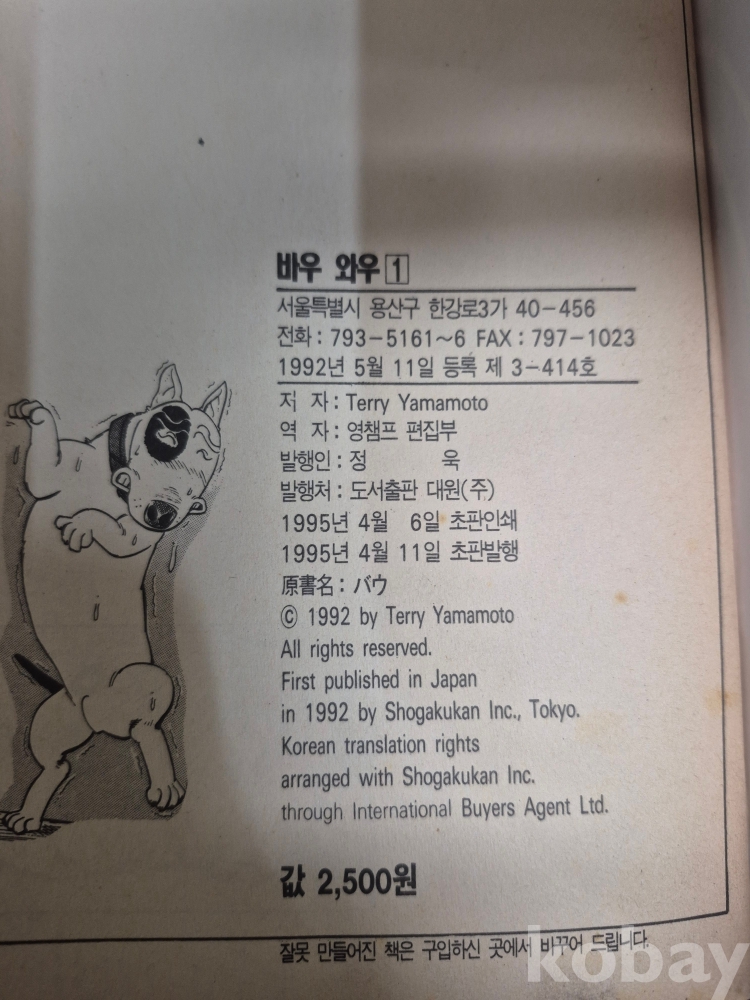 바우 와우 1
서울특별시 용산구 한강로3가 40-456
전화: 793-5161~6 FAX: 797-1023
1992년 5월 11일 등록 제 3-414호
저 자: Terry Yamamoto
역 자: 영챔프 편집부
발행인: 정 욱
발행처: 도서출판 대원(주)
1995년 4월 6일 초판인쇄
1995년 4월 11일 초판발행
原書名: バウ
© 1992 by Terry Yamamoto
All rights reserved.
First published in Japan
in 1992 by Shogakukan Inc., Tokyo.
Korean translation rights
arranged with Shogakukan Inc.
through International Buyers Agent Ltd.
값 2,500원
잘못 만들어진 책은 구입하신 곳에서 바꾸어 드립니다.
kobay